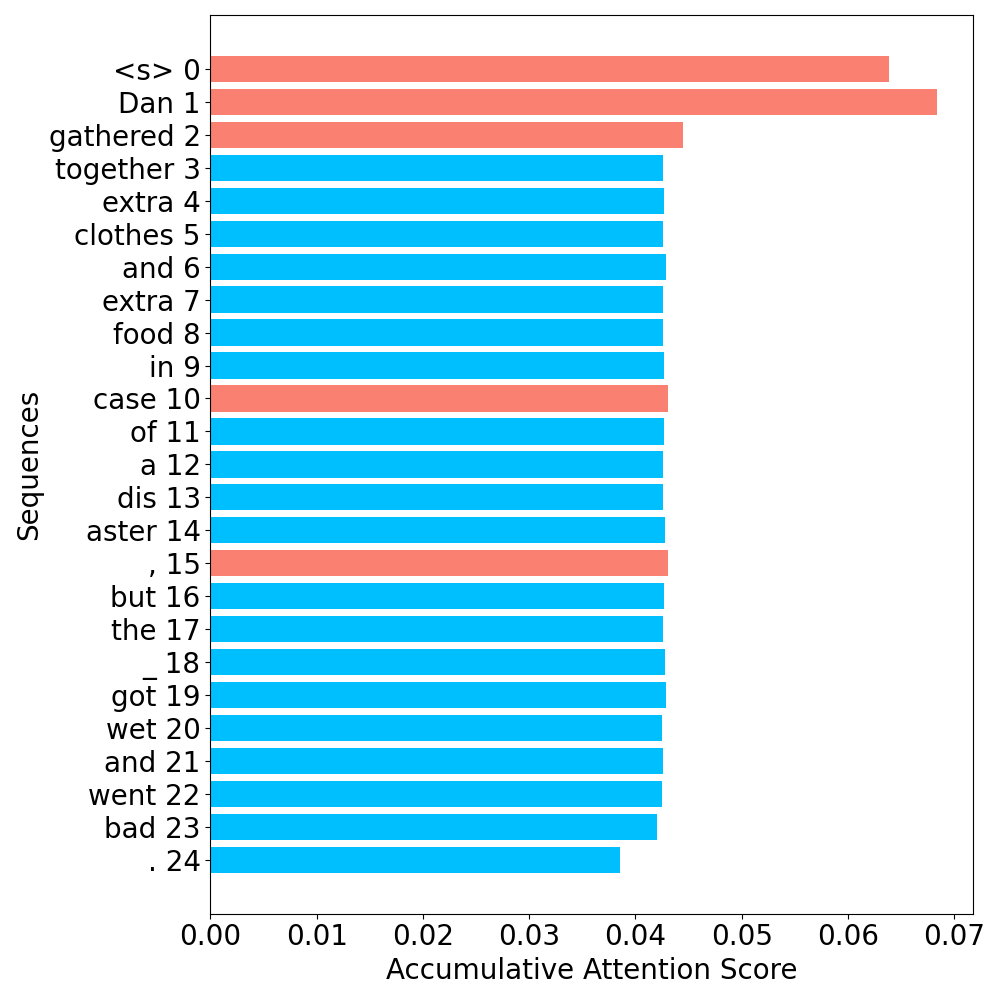 <s> 0
Dan 1
gathered 2
together 3
extra 4
clothes 5
and 6
extra 7
food 8
in 9
case 10
of 11
a 12
dis 13
aster 14
, 15
but 16
the 17
_ 18
got 19
wet 20
and 21
went 22
bad 23
. 24
Sequences
0.00 0.01 0.02 0.03 0.04 0.05 0.06 0.07
Accumulative Attention Score